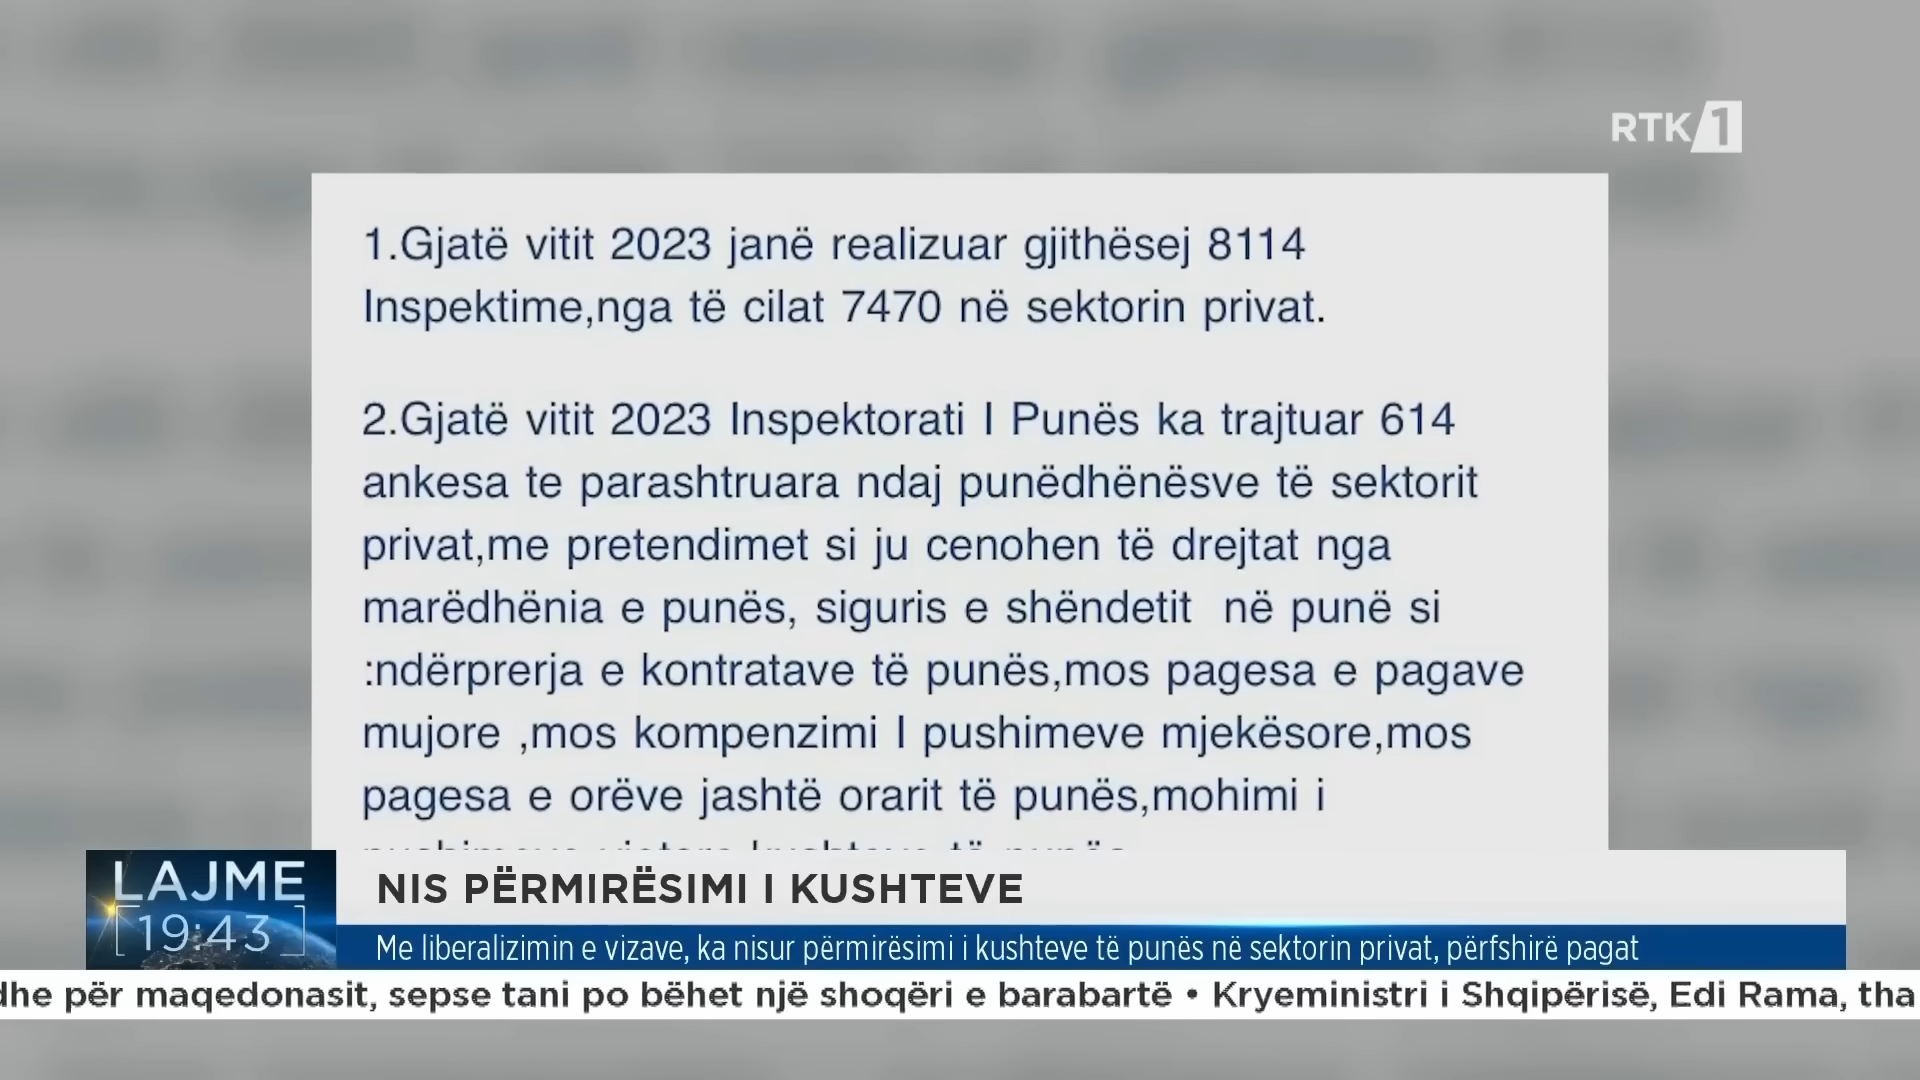 RTK 1
1.Gjatë vitit 2023 janë realizuar gjithësej 8114
Inspektime,nga të cilat 7470 në sektorin privat.
2.Gjatë vitit 2023 Inspektorati I Punës ka trajtuar 614
ankesa te parashtruara ndaj punëdhënësve të sektorit
privat,me pretendimet si ju cenohen të drejtat nga
marëdhënia e punës, siguris e shëndetit në punë si
:ndërprerja e kontratave të punës,mos pagesa e pagave
mujore ,mos kompenzimi I pushimeve mjekësore,mos
pagesa e orëve jashtë orarit të punës,mohimi i
LAJME
19:43
NIS PËRMIRËSIMI I KUSHTEVE
Me liberalizimin e vizave, ka nisur përmirësimi i kushteve të punës në sektorin privat, përfshirë pagat
dhe për maqedonasit, sepse tani po bëhet një shoqëri e barabartë • Kryeministri i Shqipërisë, Edi Rama, tha